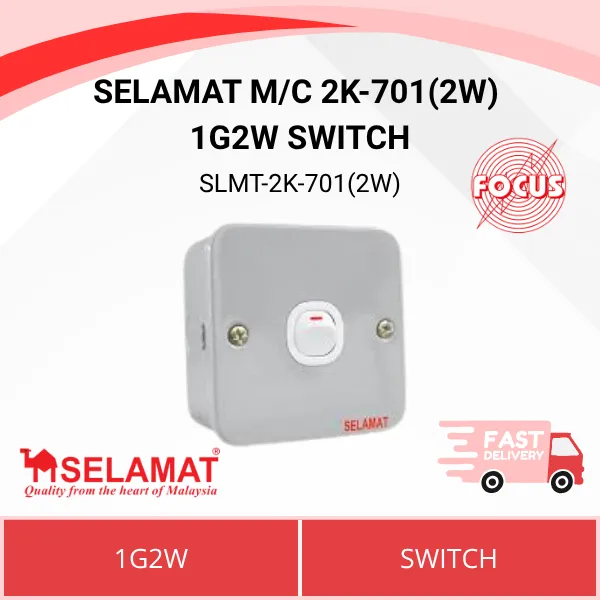 SELAMAT M/C 2K-701(2W)
1G2W SWITCH
SLMT-2K-701(2W)
FOCUS
SELAMAT
SELAMAT®
Quality from the heart of Malaysia
FAST
DELIVERY
1G2W
SWITCH